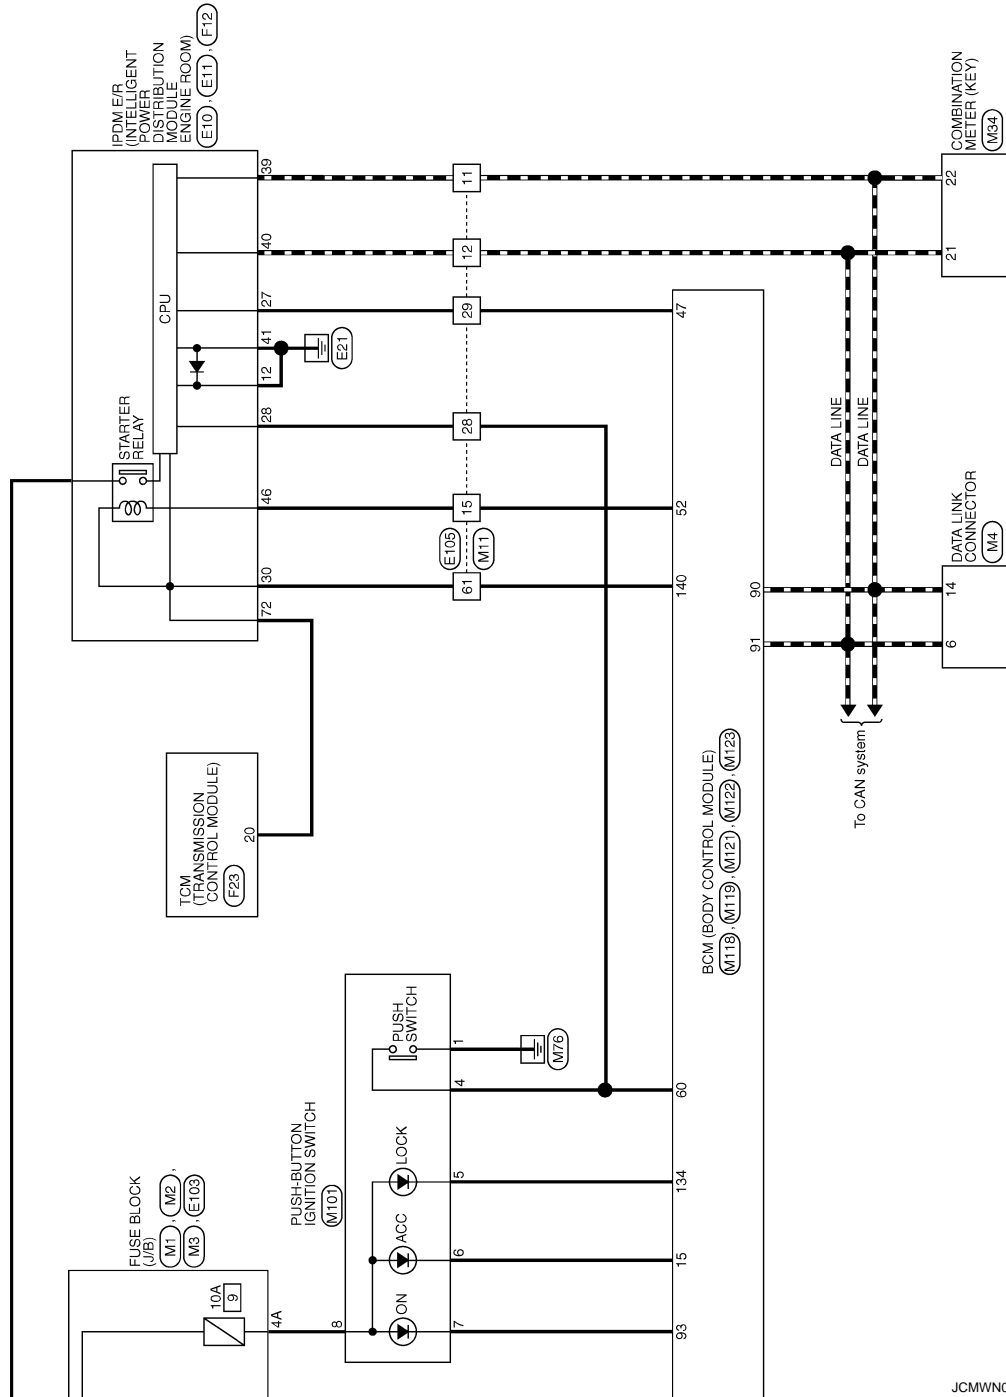 IPDM E/R
(INTELLIGENT
POWER
DISTRIBUTION
MODULE
ENGINE ROOM)
E10 , E11 , F12
CPU
STARTER
RELAY
39
40
27
41
12
28
46
30
72
E21
11
12
29
28
15
61
E105
M11
COMBINATION
METER (KEY)
M34
22
21
DATA LINE
DATA LINE
DATA LINK
CONNECTOR
M4
14
6
To CAN system
TCM
(TRANSMISSION
CONTROL MODULE)
F23
20
BCM (BODY CONTROL MODULE)
M118 , M119 , M121 , M122 , M123
47
52
140
90
91
60
134
15
93
PUSH-BUTTON
IGNITION SWITCH
M101
PUSH
SWITCH
LOCK
ACC
ON
1
4
5
6
7
8
M76
FUSE BLOCK
(J/B)
M1 , M2 ,
M3 , E103
10A
9
4A
JCMWN